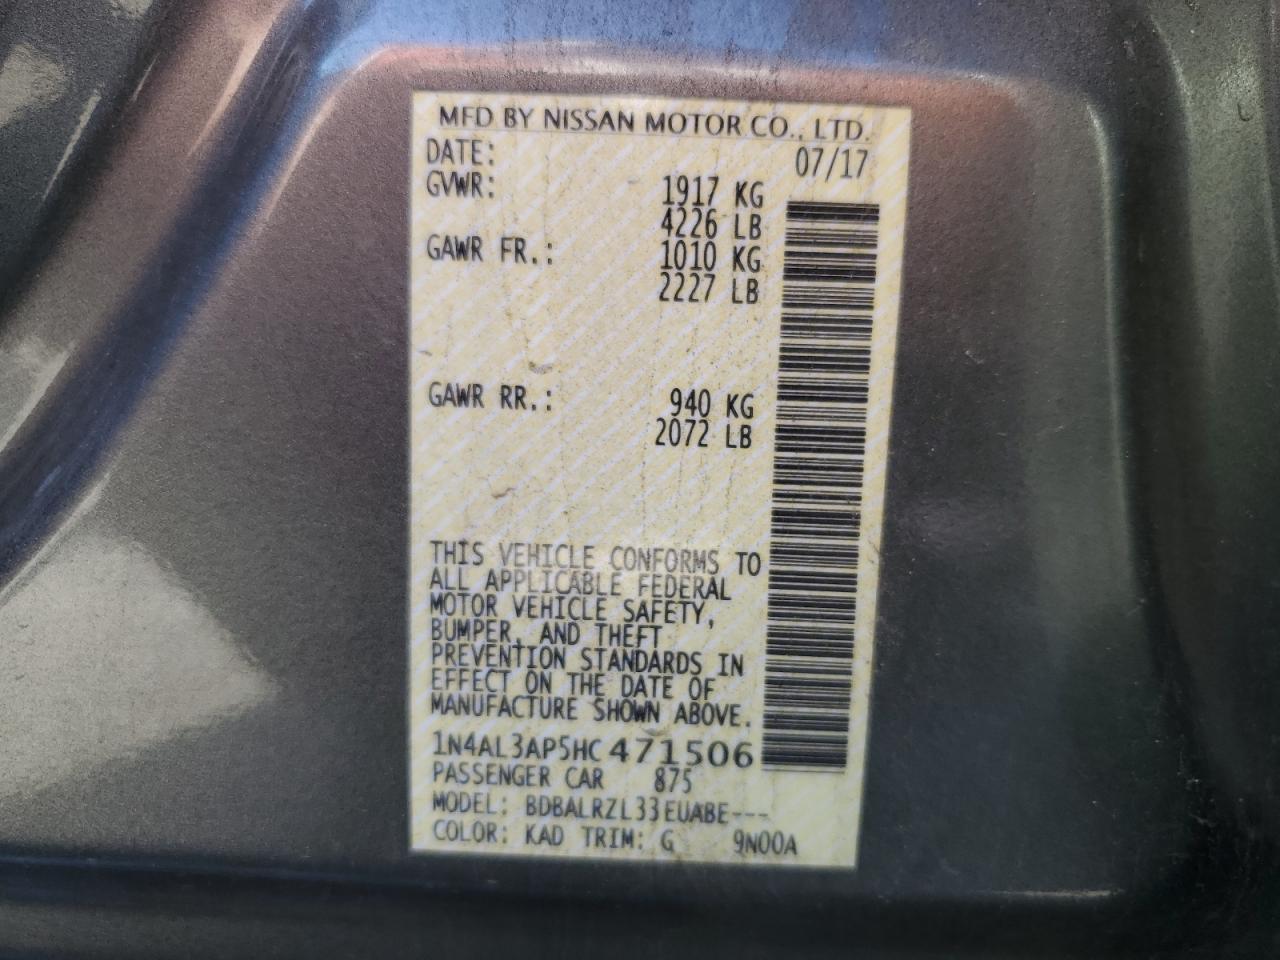 MFD BY NISSAN MOTOR CO., LTD.
DATE: 07/17
GVWR: 1917 KG
4226 LB
GAWR FR.: 1010 KG
2227 LB
GAWR RR.: 940 KG
2072 LB
THIS VEHICLE CONFORMS TO
ALL APPLICABLE FEDERAL
MOTOR VEHICLE SAFETY,
BUMPER, AND THEFT
PREVENTION STANDARDS IN
EFFECT ON THE DATE OF
MANUFACTURE SHOWN ABOVE.
1N4AL3AP5HC471506
PASSENGER CAR 875
MODEL: BDBALRZL33EUABE---
COLOR: KAD TRIM: G 9N00A